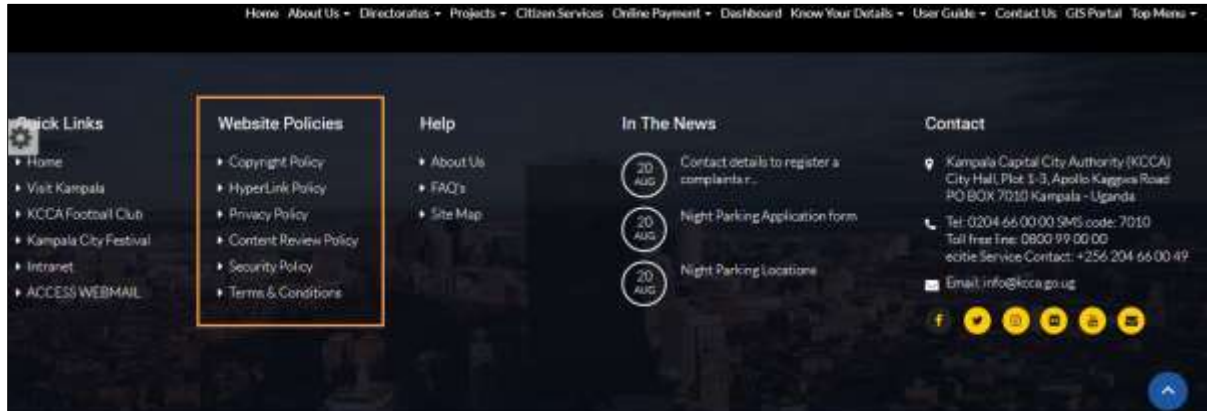 Home About Us Directorates Projects Citizen Services Online Payment Dashboard Know Your Details User Guide Contact Us GIS Portal Top Menu
Quick Links
Home
Visit Kampala
KCCA Football Club
Kampala City Festival
Intranet
ACCESS WEBMAIL
Website Policies
Copyright Policy
HyperLink Policy
Privacy Policy
Content Review Policy
Security Policy
Terms & Conditions
Help
About Us
FAQ's
Site Map
In The News
20
AUG
Contact details to register a
complaints r...
20
AUG
Night Parking Application form
20
AUG
Night Parking Locations
Contact
Kampala Capital City Authority (KCCA)
City Hall, Plot 1-3, Apollo Kaggwa Road
PO BOX 7010 Kampala - Uganda
Tel: 0204 66 00 00 SMS code: 7010
Toll free line: 0800 99 00 00
ecitie Service Contact: +256 204 66 00 49
Email: info@kcca.go.ug